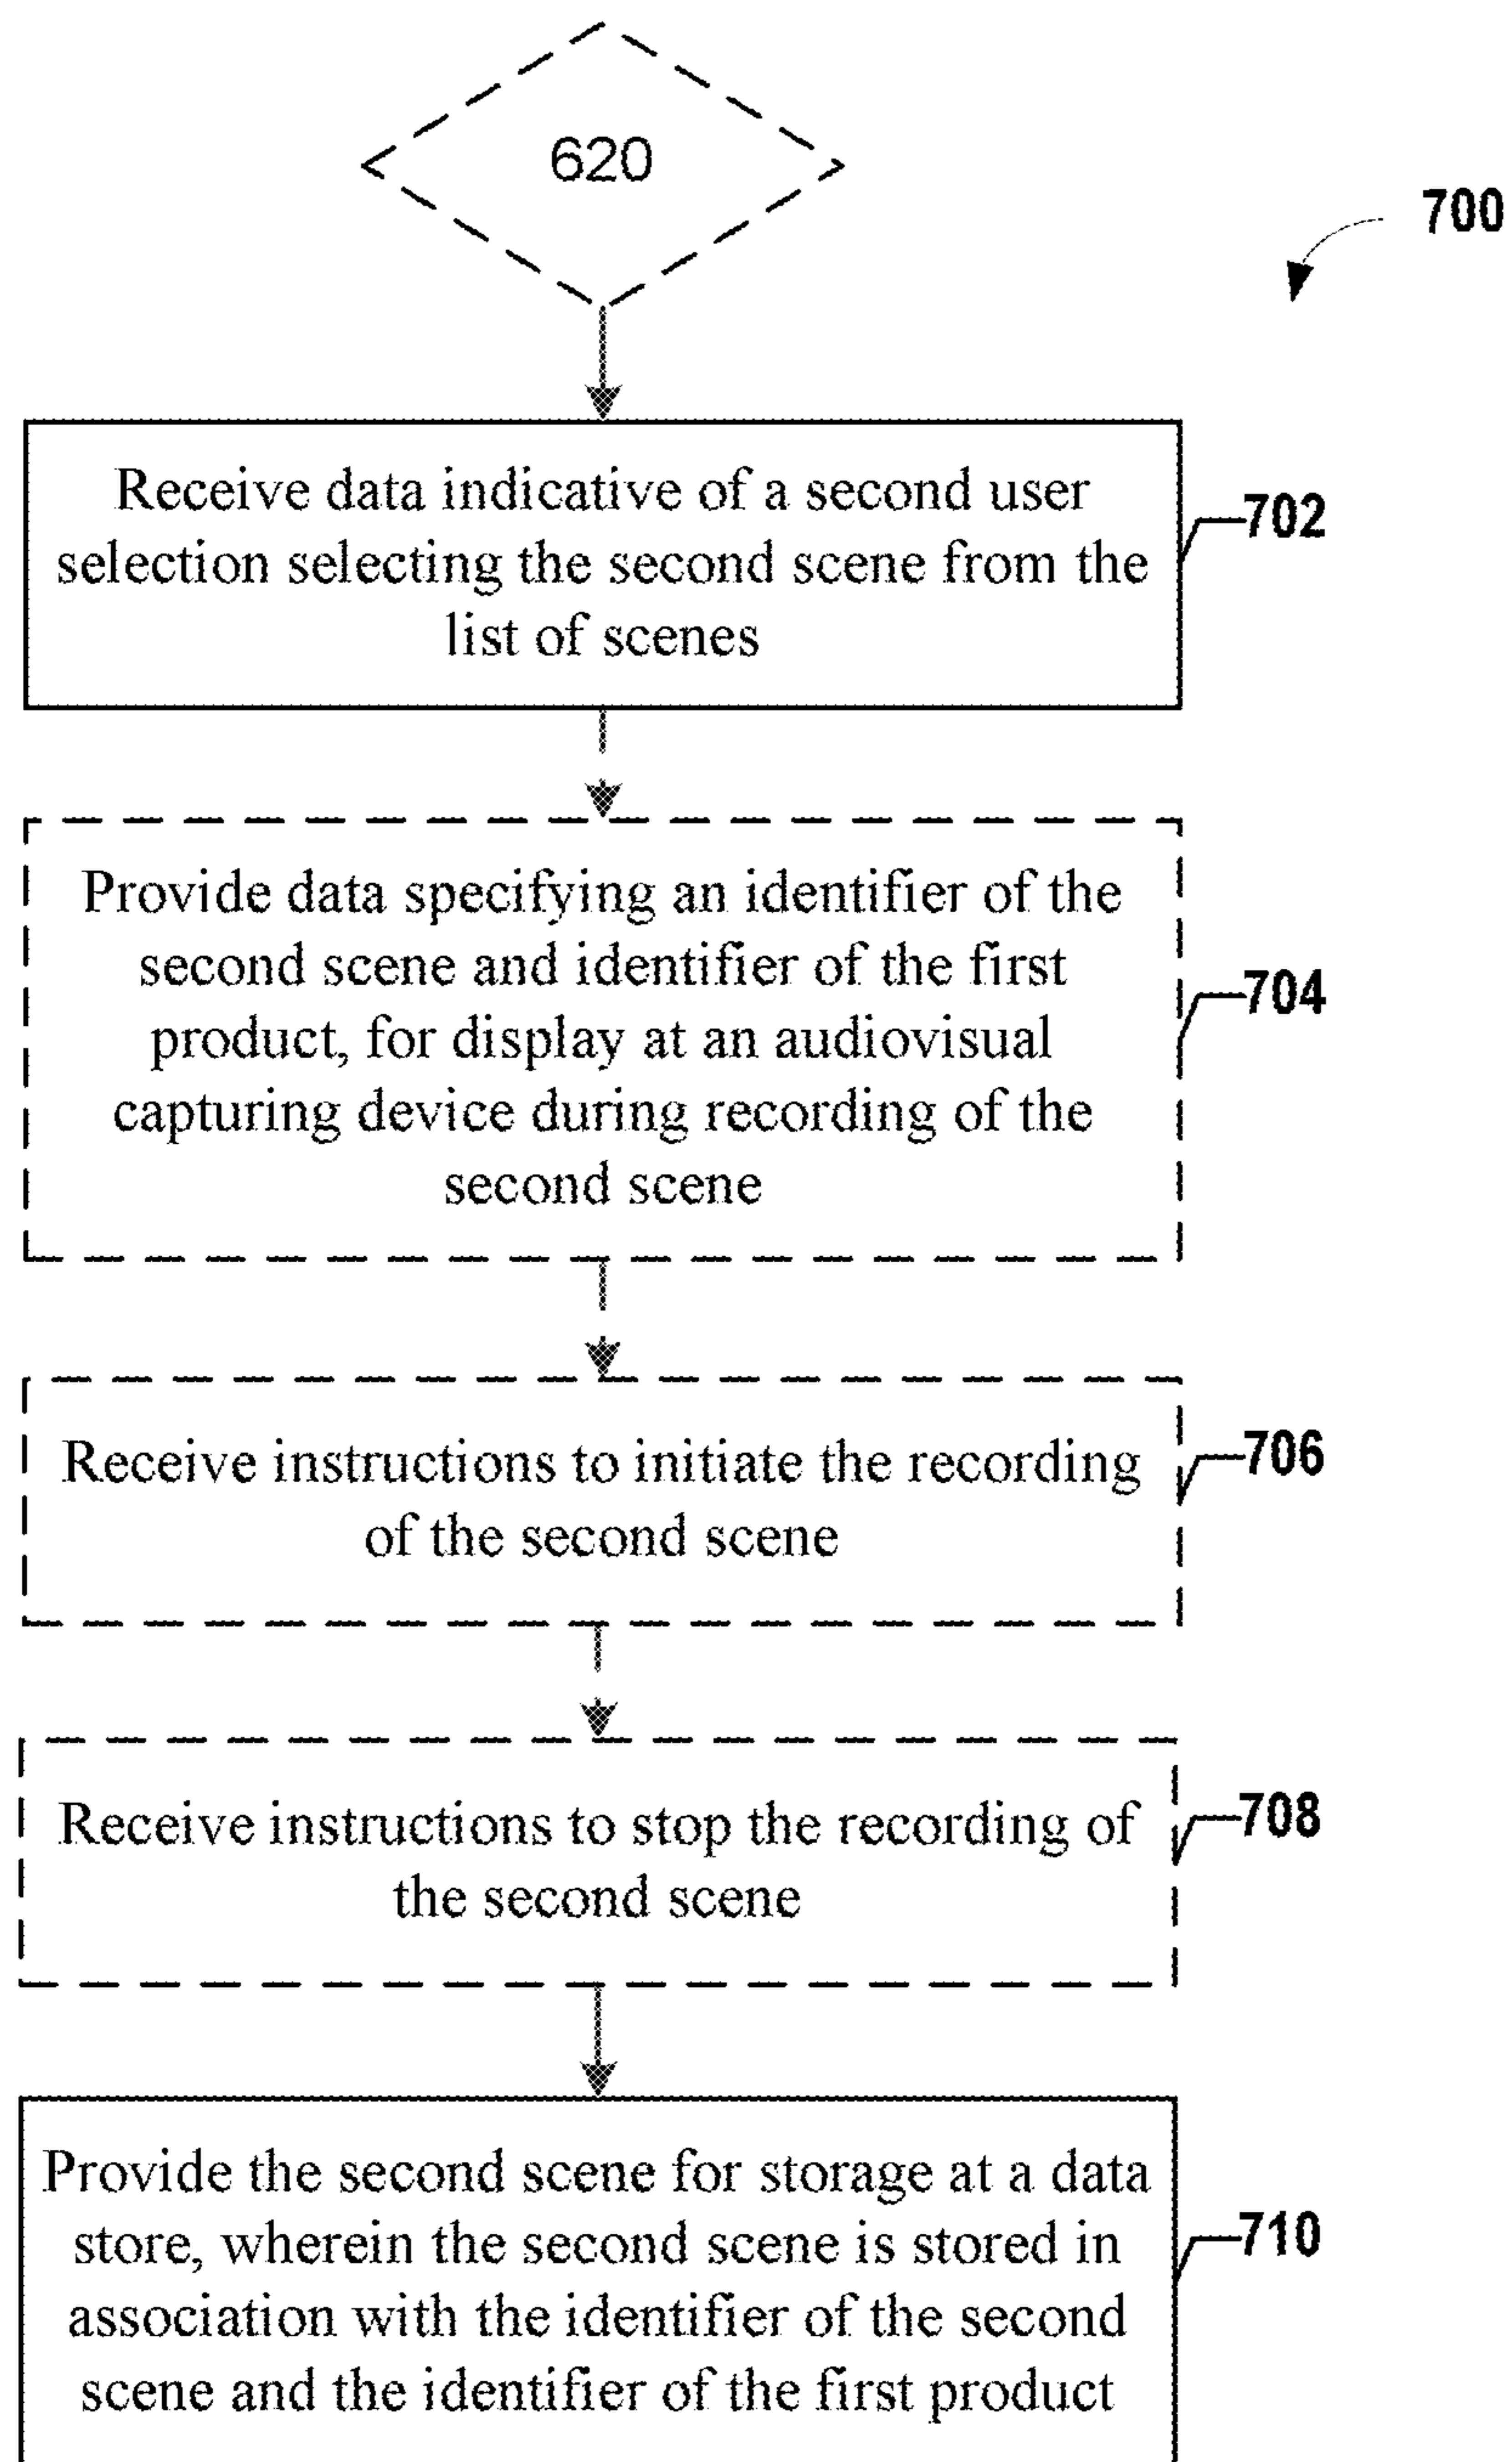 620
700
Receive data indicative of a second user
selection selecting the second scene from the
list of scenes
702
Provide data specifying an identifier of the
second scene and identifier of the first
product, for display at an audiovisual
capturing device during recording of the
second scene
704
Receive instructions to initiate the recording
of the second scene
706
Receive instructions to stop the recording of
the second scene
708
Provide the second scene for storage at a data
store, wherein the second scene is stored in
association with the identifier of the second
scene and the identifier of the first product
710